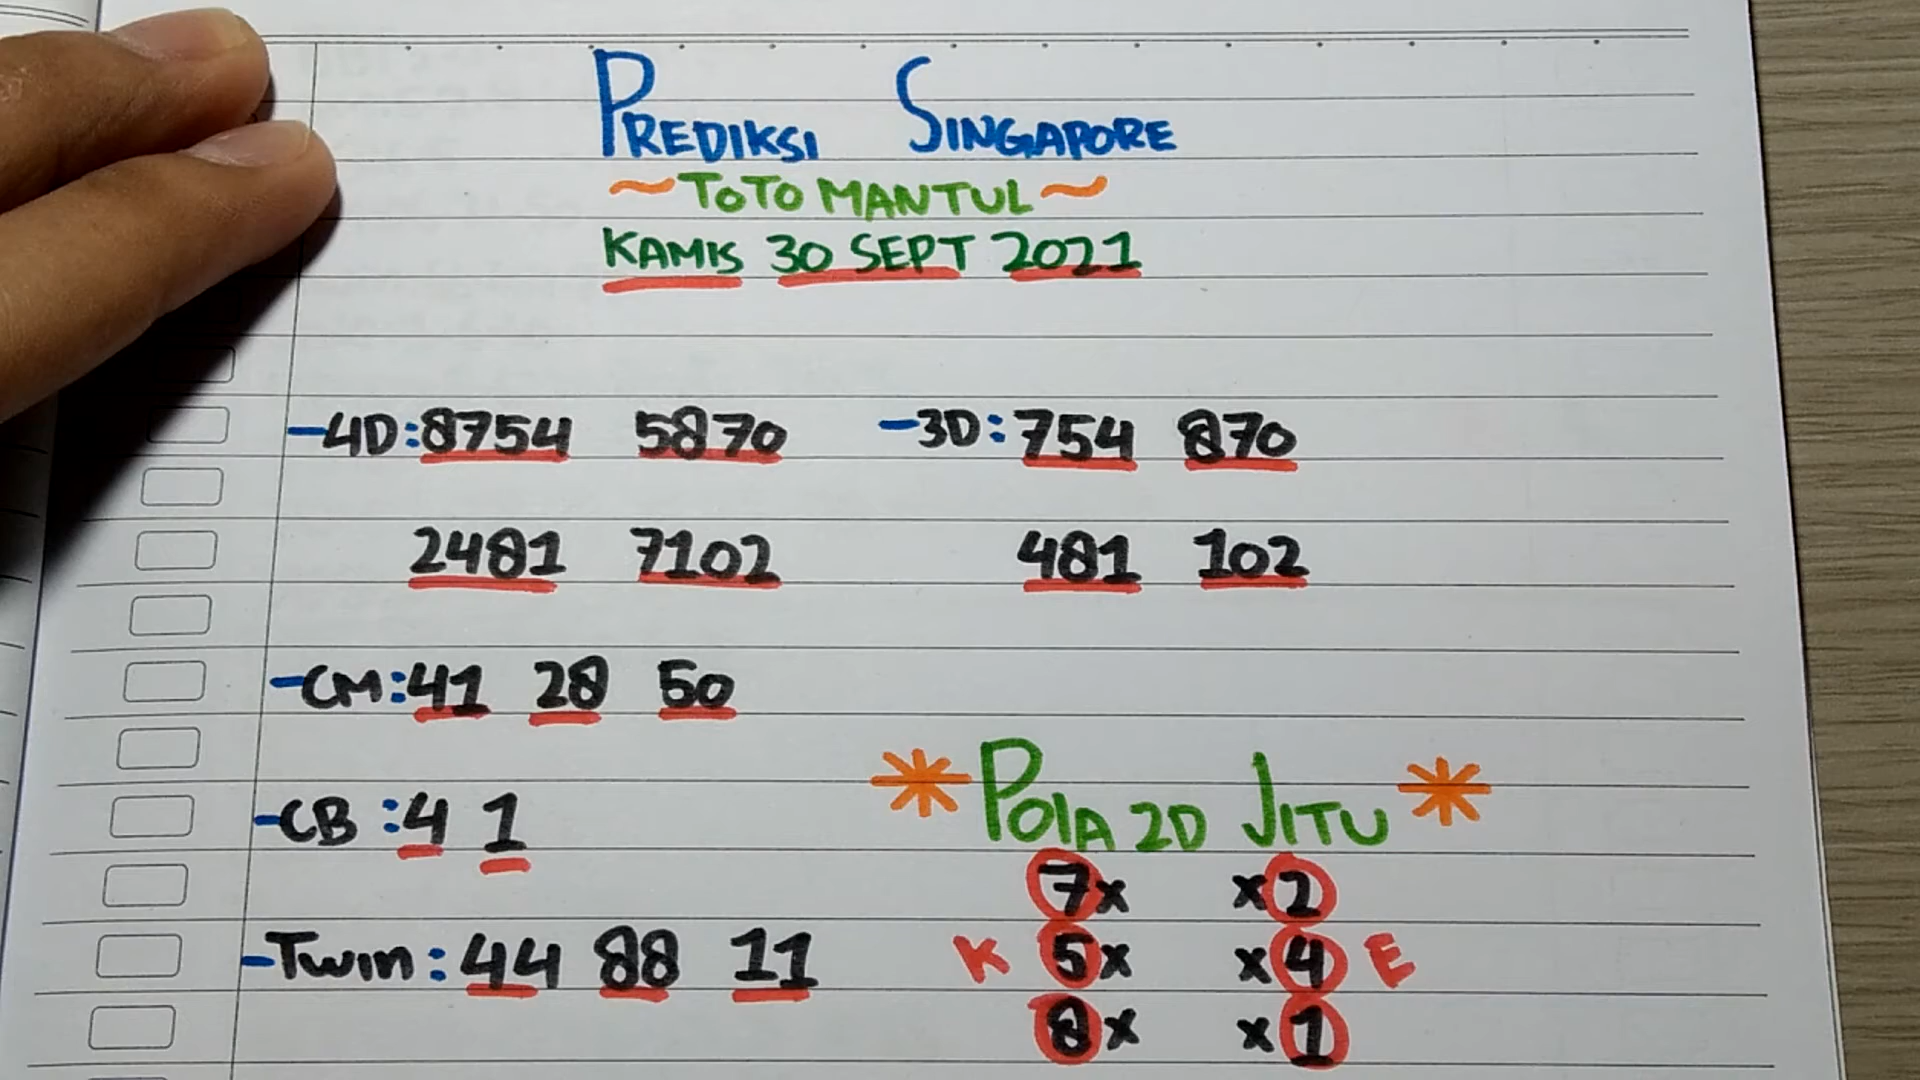 PREDIKSI SINGAPORE
~TOTO MANTUL~
KAMIS 30 SEPT 2021
-4D:8754 5870 -3D:754 870
2481 7102 481 102
-CM:41 28 50
-CB :4 1
* POlA 2D JITU *
-Twin:44 88 11
7x x2
K 5x x4 E
8x x1